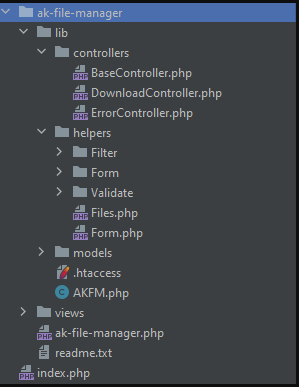 ak-file-manager
lib
controllers
BaseController.php
DownloadController.php
ErrorController.php
helpers
Filter
Form
Validate
Files.php
Form.php
models
.htaccess
AKFM.php
views
ak-file-manager.php
readme.txt
index.php